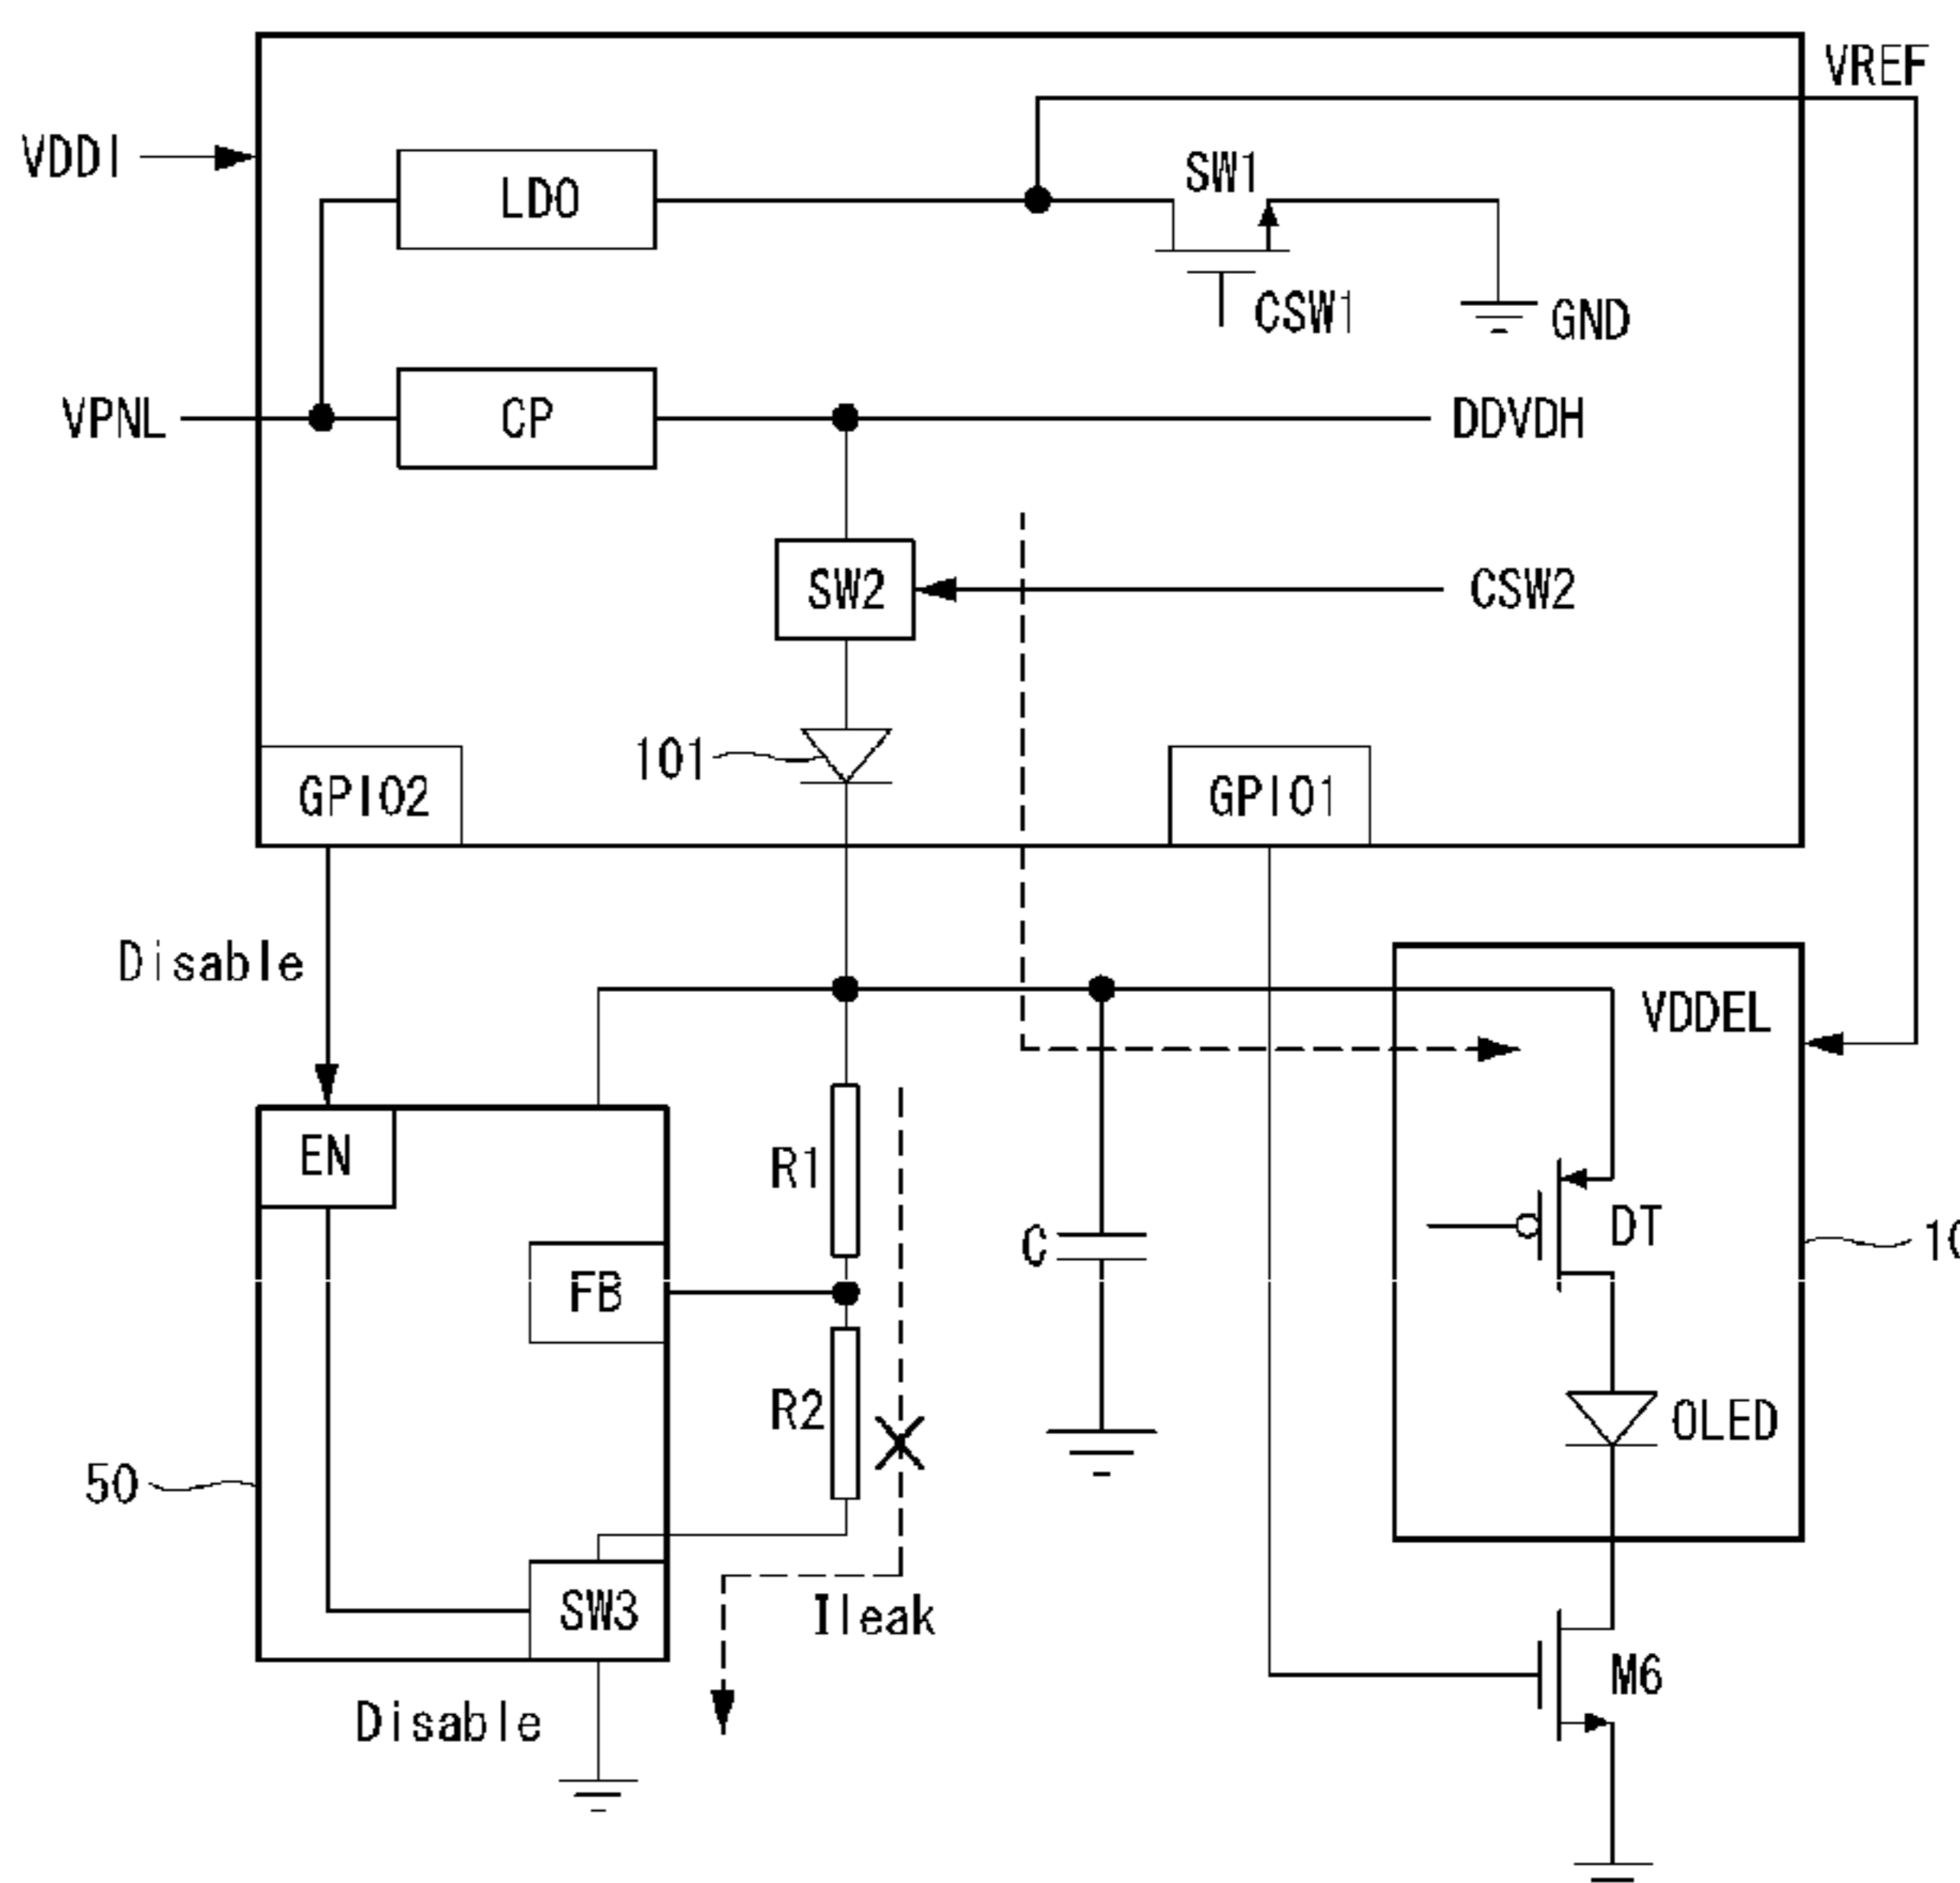 VREF
VDDI
LDO
SW1
CSW1
GND
VPNL
CP
DDVDH
SW2
CSW2
101
GPIO2
GPIO1
Disable
VDDEL
EN
R1
C
DT
10
FB
R2
OLED
50
SW3
Ileak
M6
Disable